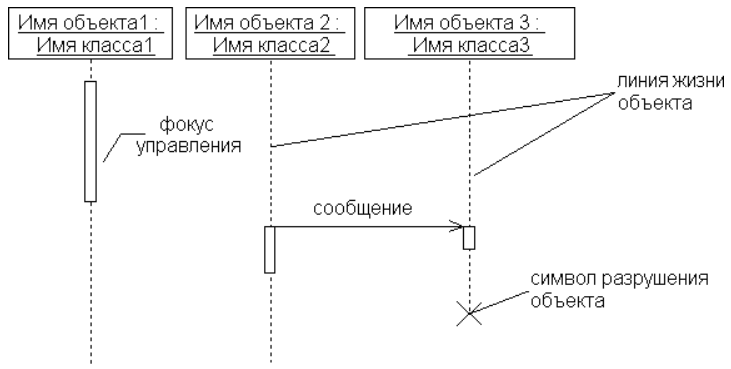 Имя объекта1 :
Имя класса1
Имя объекта 2 :
Имя класса2
Имя объекта 3 :
Имя класса3
линия жизни
объекта
фокус
управления
сообщение
символ разрушения
объекта